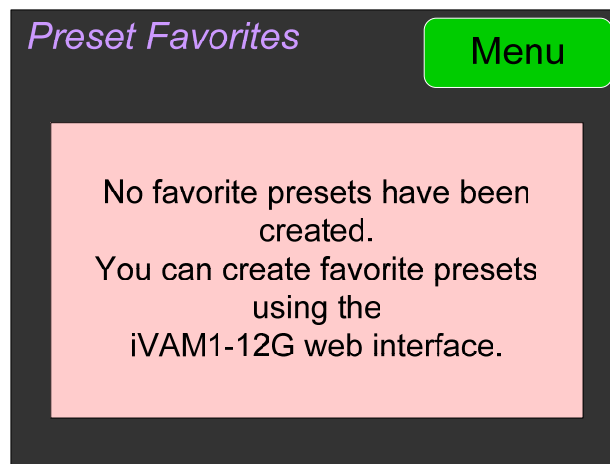 Preset Favorites
Menu
No favorite presets have been
created.
You can create favorite presets
using the
iVAM1-12G web interface.